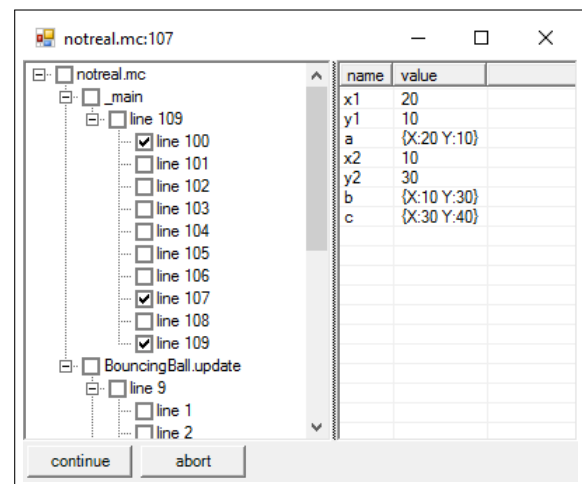 notreal.mc:107
notreal.mc
_main
line 109
line 100
line 101
line 102
line 103
line 104
line 105
line 106
line 107
line 108
line 109
BouncingBall.update
line 9
line 1
line 2
name value
x1 20
y1 10
a {X:20 Y:10}
x2 10
y2 30
b {X:10 Y:30}
c {X:30 Y:40}
continue abort